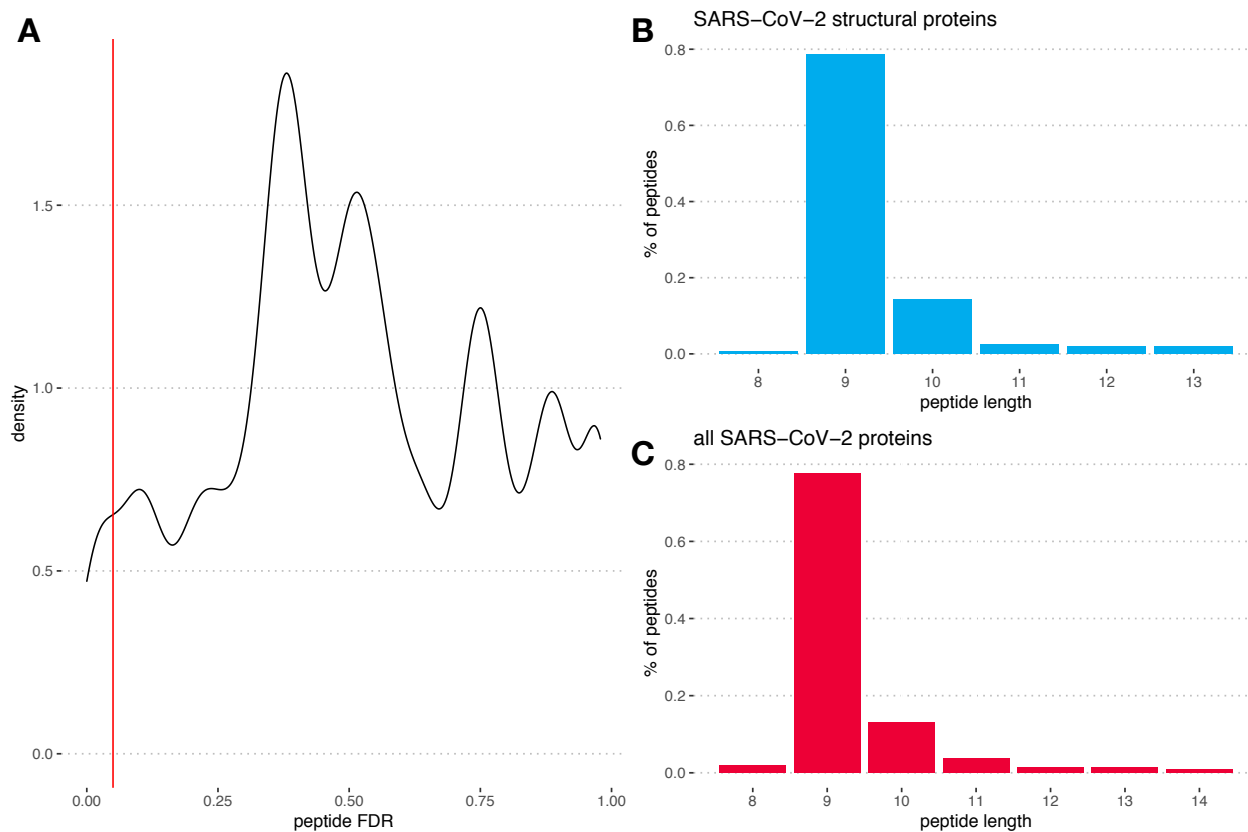 A
density
1.5
1.0
0.5
0.0
0.00 0.25 0.50 0.75 1.00
peptide FDR
B
SARS−CoV−2 structural proteins
% of peptides
0.8
0.6
0.4
0.2
0.0
8 9 10 11 12 13
peptide length
C
all SARS−CoV−2 proteins
% of peptides
0.8
0.6
0.4
0.2
0.0
8 9 10 11 12 13 14
peptide length